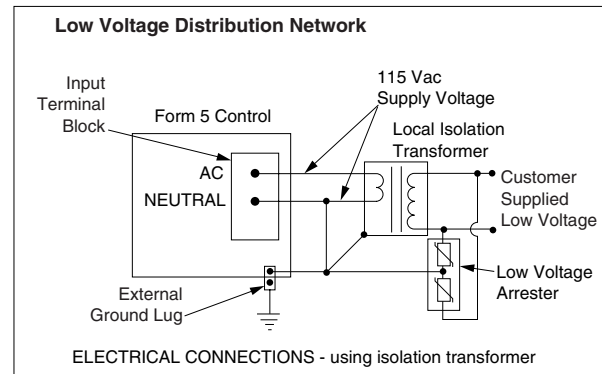 Low Voltage Distribution Network
Input
Terminal
Block
Form 5 Control
115 Vac
Supply Voltage
Local Isolation
Transformer
AC
NEUTRAL
Customer
Supplied
Low Voltage
External
Ground Lug
Low Voltage
Arrester
ELECTRICAL CONNECTIONS - using isolation transformer